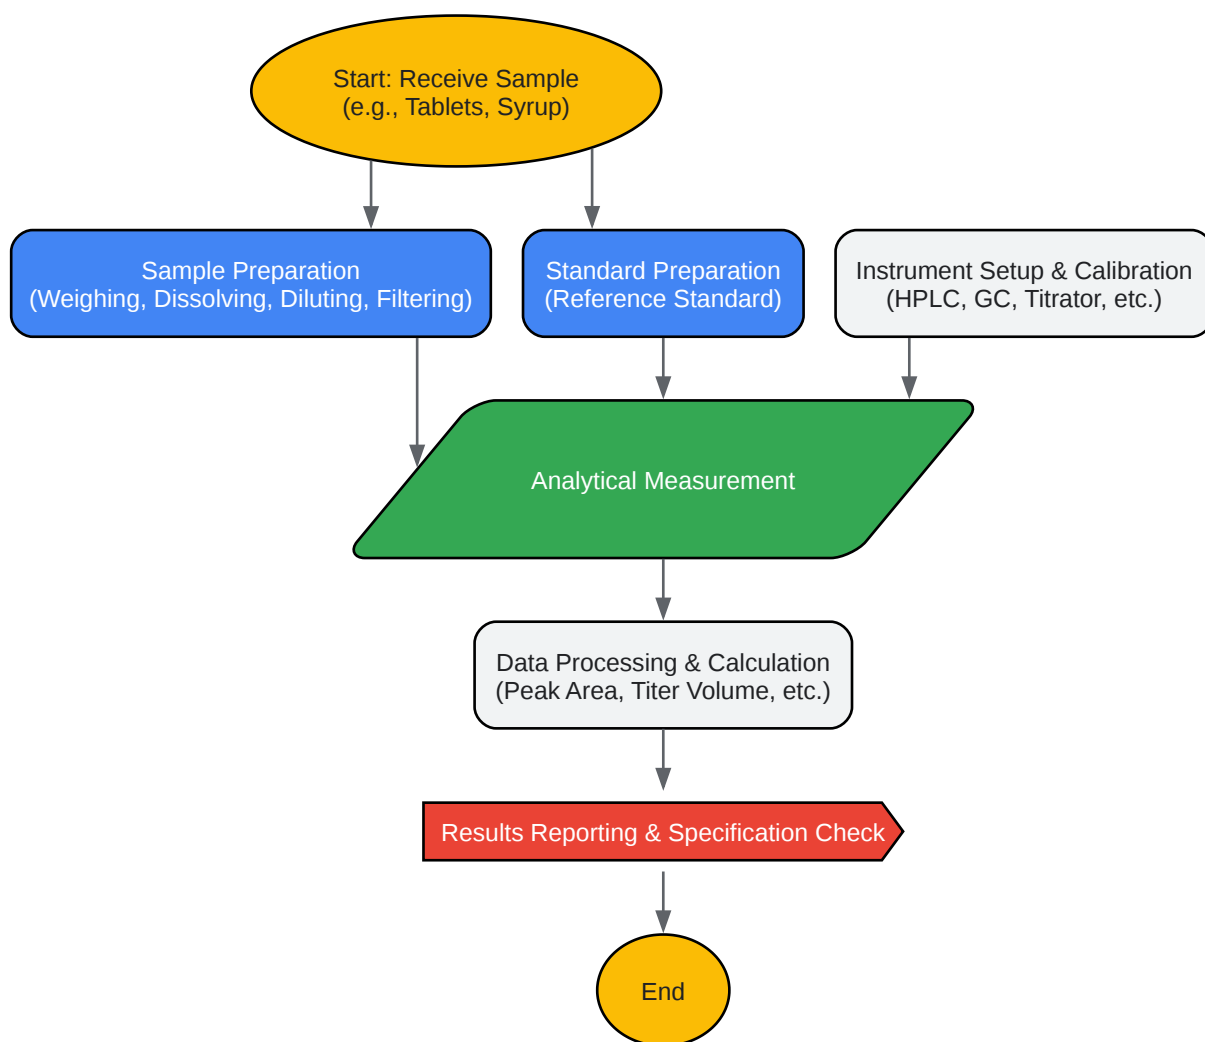 Start: Receive Sample
(e.g., Tablets, Syrup)
Sample Preparation
(Weighing, Dissolving, Diluting, Filtering)
Standard Preparation
(Reference Standard)
Instrument Setup & Calibration
(HPLC, GC, Titrator, etc.)
Analytical Measurement
Data Processing & Calculation
(Peak Area, Titer Volume, etc.)
Results Reporting & Specification Check
End